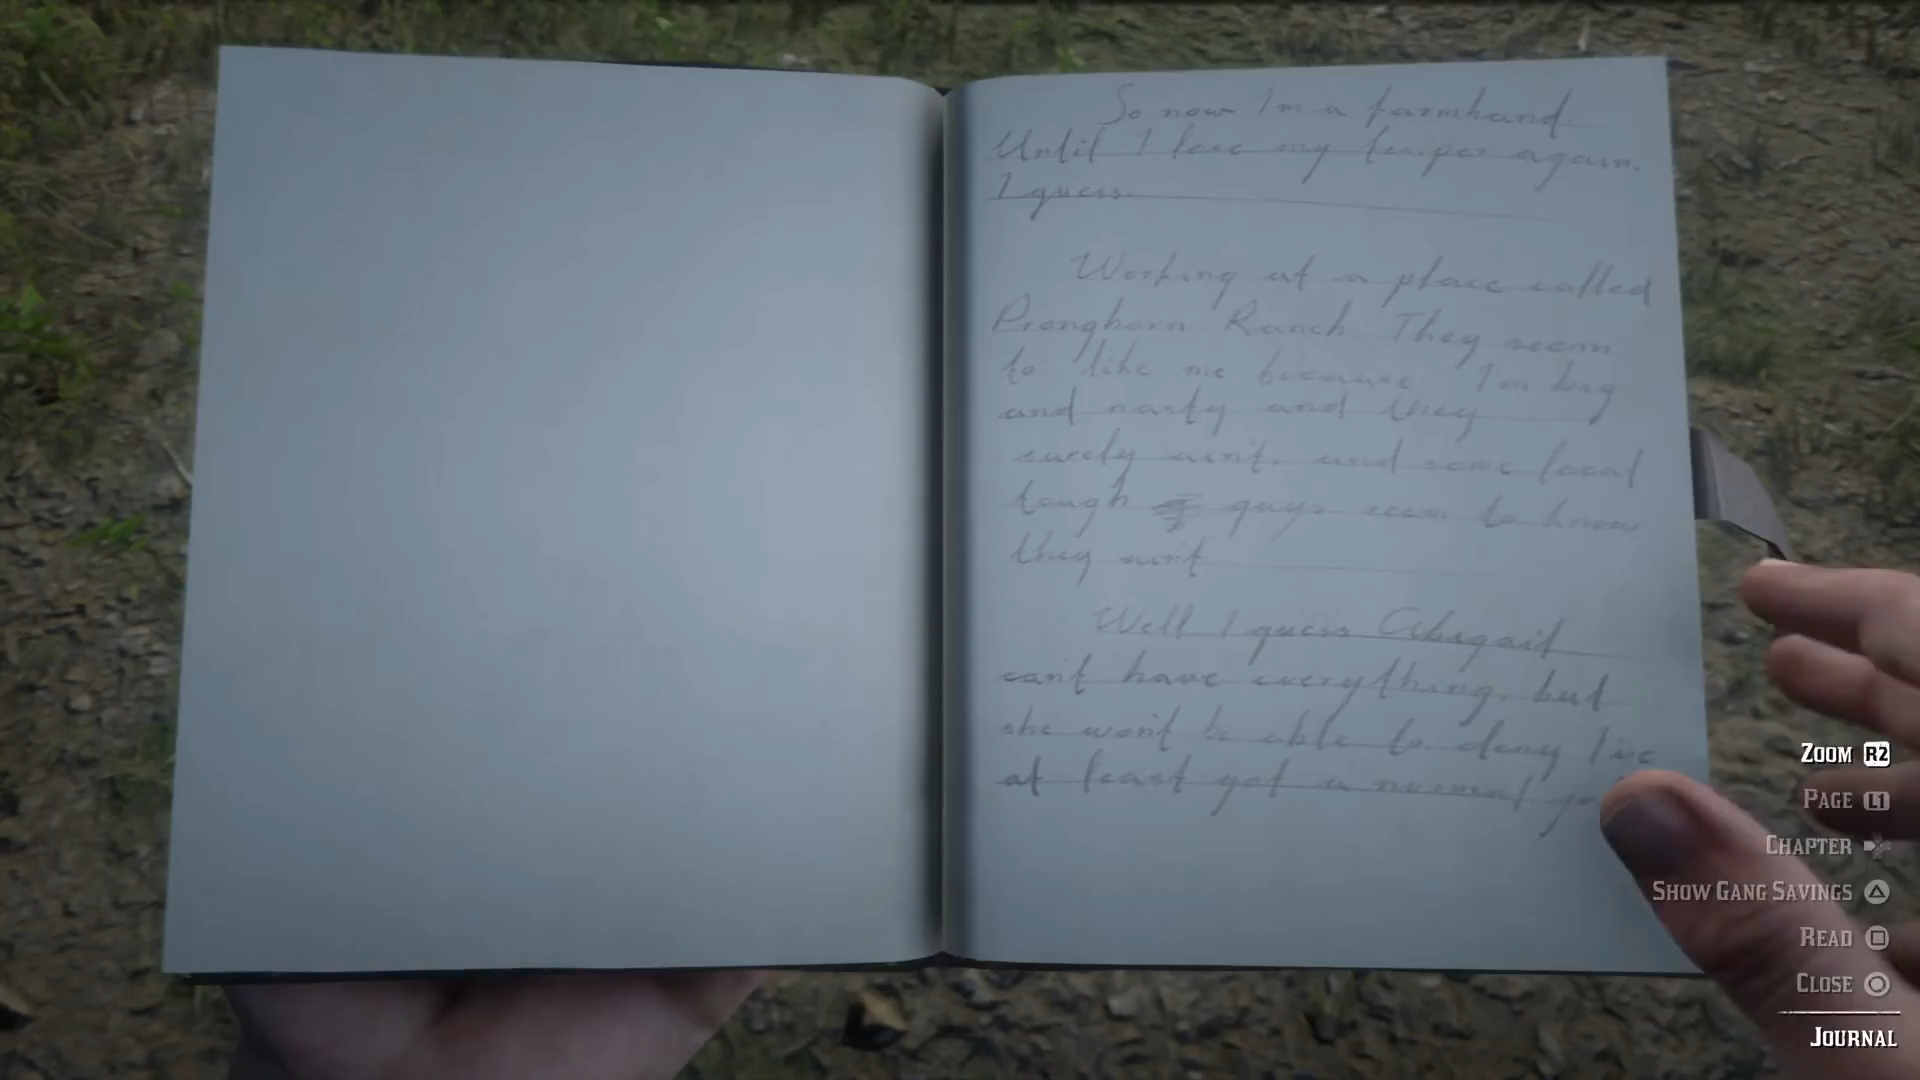 So now Im a farmhand
Until I lose my temper again,
I guess.
Working at a place called
Pronghorn Ranch They seem
to like me because I'm big
and nasty and they
surely ain't, and some local
tough guys seem to know
they ain't
Well I guess Abigail
can't have everything, but
she won't be able to deny I've
at least got a normal
ZOOM R2
PAGE L1
CHAPTER
SHOW GANG SAVINGS
READ
CLOSE
JOURNAL